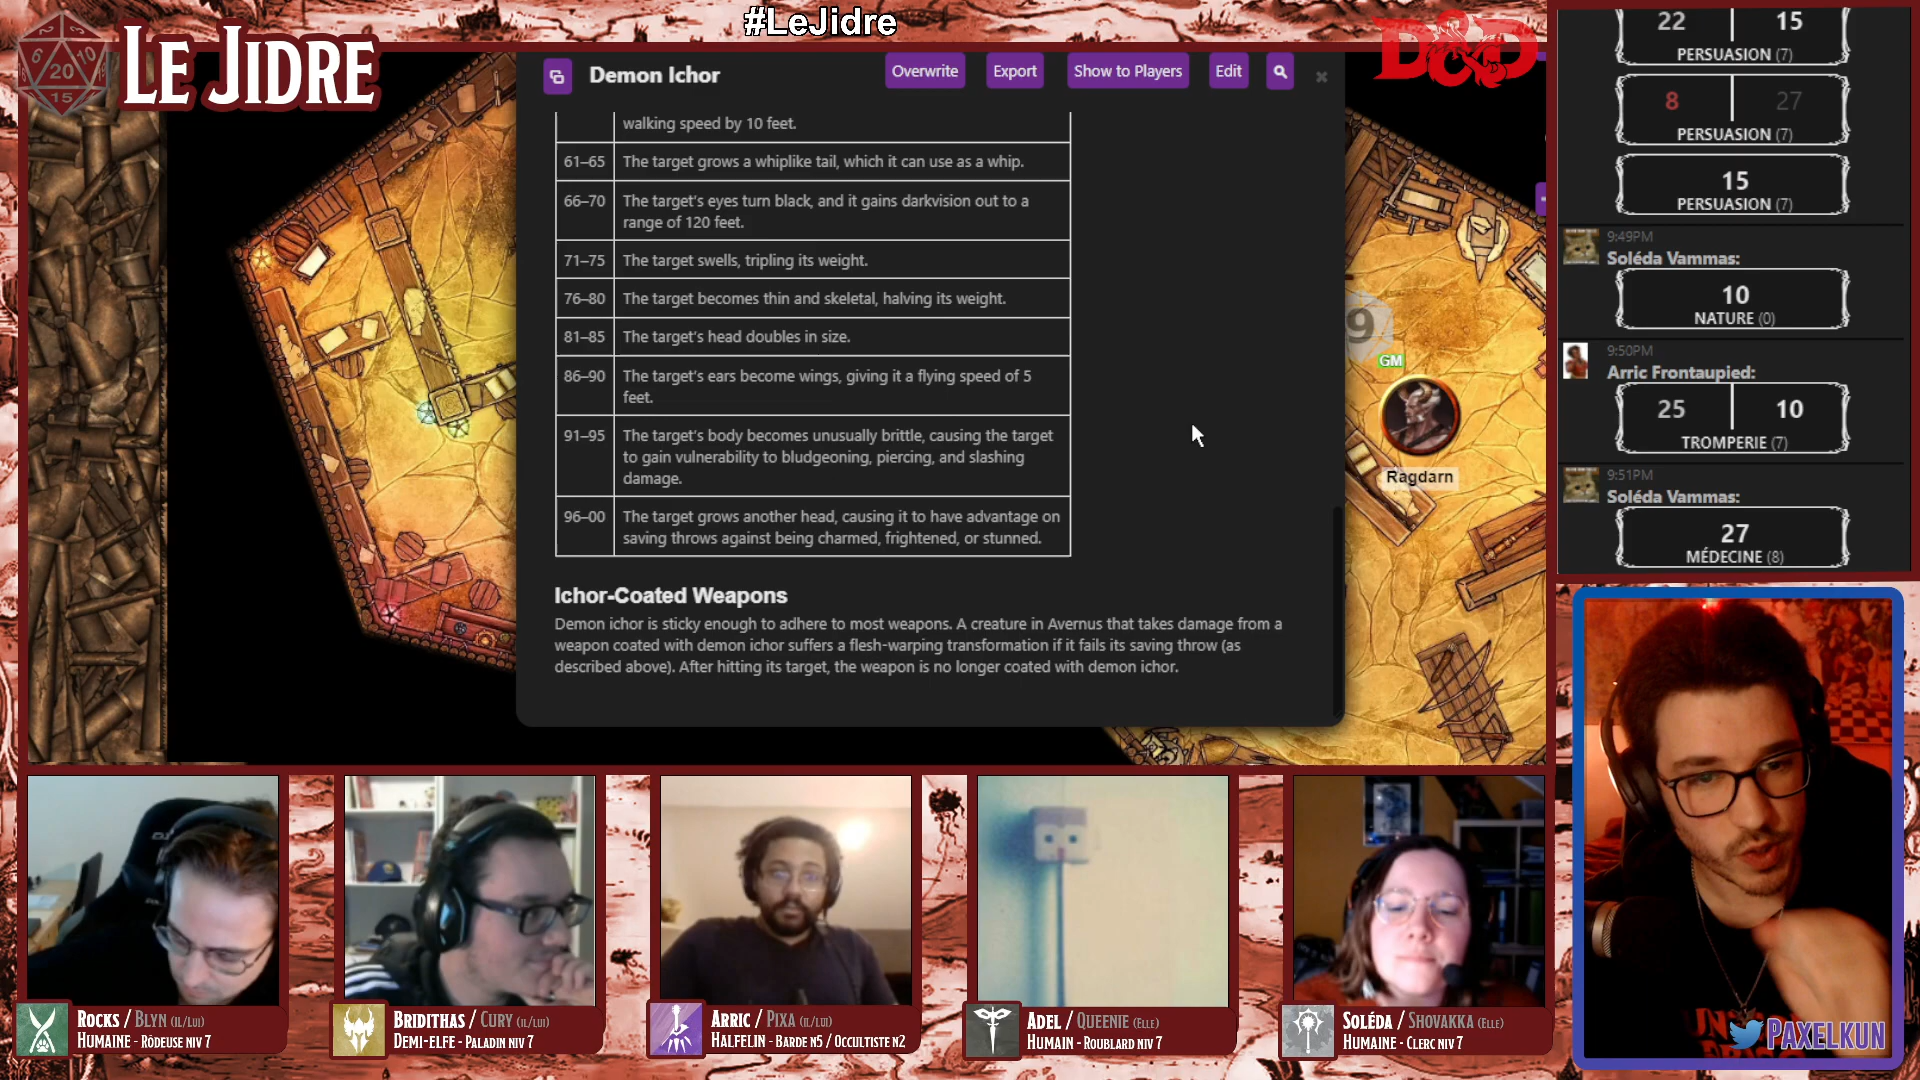 #LeJidre
LE JIDRE
6
20
10
15
D&D
Demon Ichor
Overwrite
Export
Show to Players
Edit
walking speed by 10 feet.
61–65 The target grows a whiplike tail, which it can use as a whip.
66–70 The target's eyes turn black, and it gains darkvision out to a
range of 120 feet.
71–75 The target swells, tripling its weight.
76–80 The target becomes thin and skeletal, halving its weight.
81–85 The target's head doubles in size.
86–90 The target's ears become wings, giving it a flying speed of 5
feet.
91–95 The target's body becomes unusually brittle, causing the target
to gain vulnerability to bludgeoning, piercing, and slashing
damage.
96–00 The target grows another head, causing it to have advantage on
saving throws against being charmed, frightened, or stunned.
Ichor-Coated Weapons
Demon ichor is sticky enough to adhere to most weapons. A creature in Avernus that takes damage from a
weapon coated with demon ichor suffers a flesh-warping transformation if it fails its saving throw (as
described above). After hitting its target, the weapon is no longer coated with demon ichor.
9
GM
Ragdarn
22 15
PERSUASION (7)
8 27
PERSUASION (7)
15
PERSUASION (7)
9:49PM
Soléda Vammas:
10
NATURE (0)
9:50PM
Arric Frontaupied:
25 10
TROMPERIE (7)
9:51PM
Soléda Vammas:
27
MÉDECINE (8)
ROCKS / BLYN (IL/LUI)
HUMAINE - RÔDEUSE NIV 7
BRIDITHAS / CURY (IL/LUI)
DEMI-ELFE - PALADIN NIV 7
ARRIC / PIXA (IL/LUI)
HALFELIN - BARDE N5 / OCCULTISTE N2
ADEL / QUEENIE (ELLE)
HUMAIN - ROUBLARD NIV 7
SOLÉDA / SHOVAKKA (ELLE)
HUMAINE - CLERC NIV 7
PAXELKUN